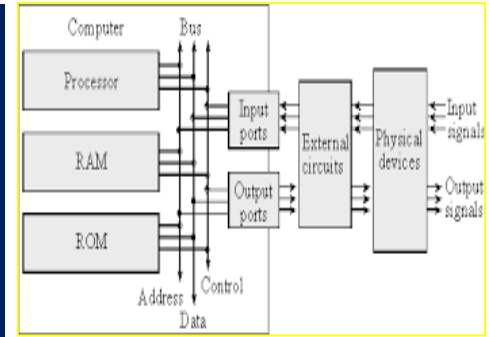 Computer
Bus
Processor
RAM
ROM
Input
ports
Output
ports
External
circuits
Physical
devices
Input
signals
Output
signals
Address
Data
Control